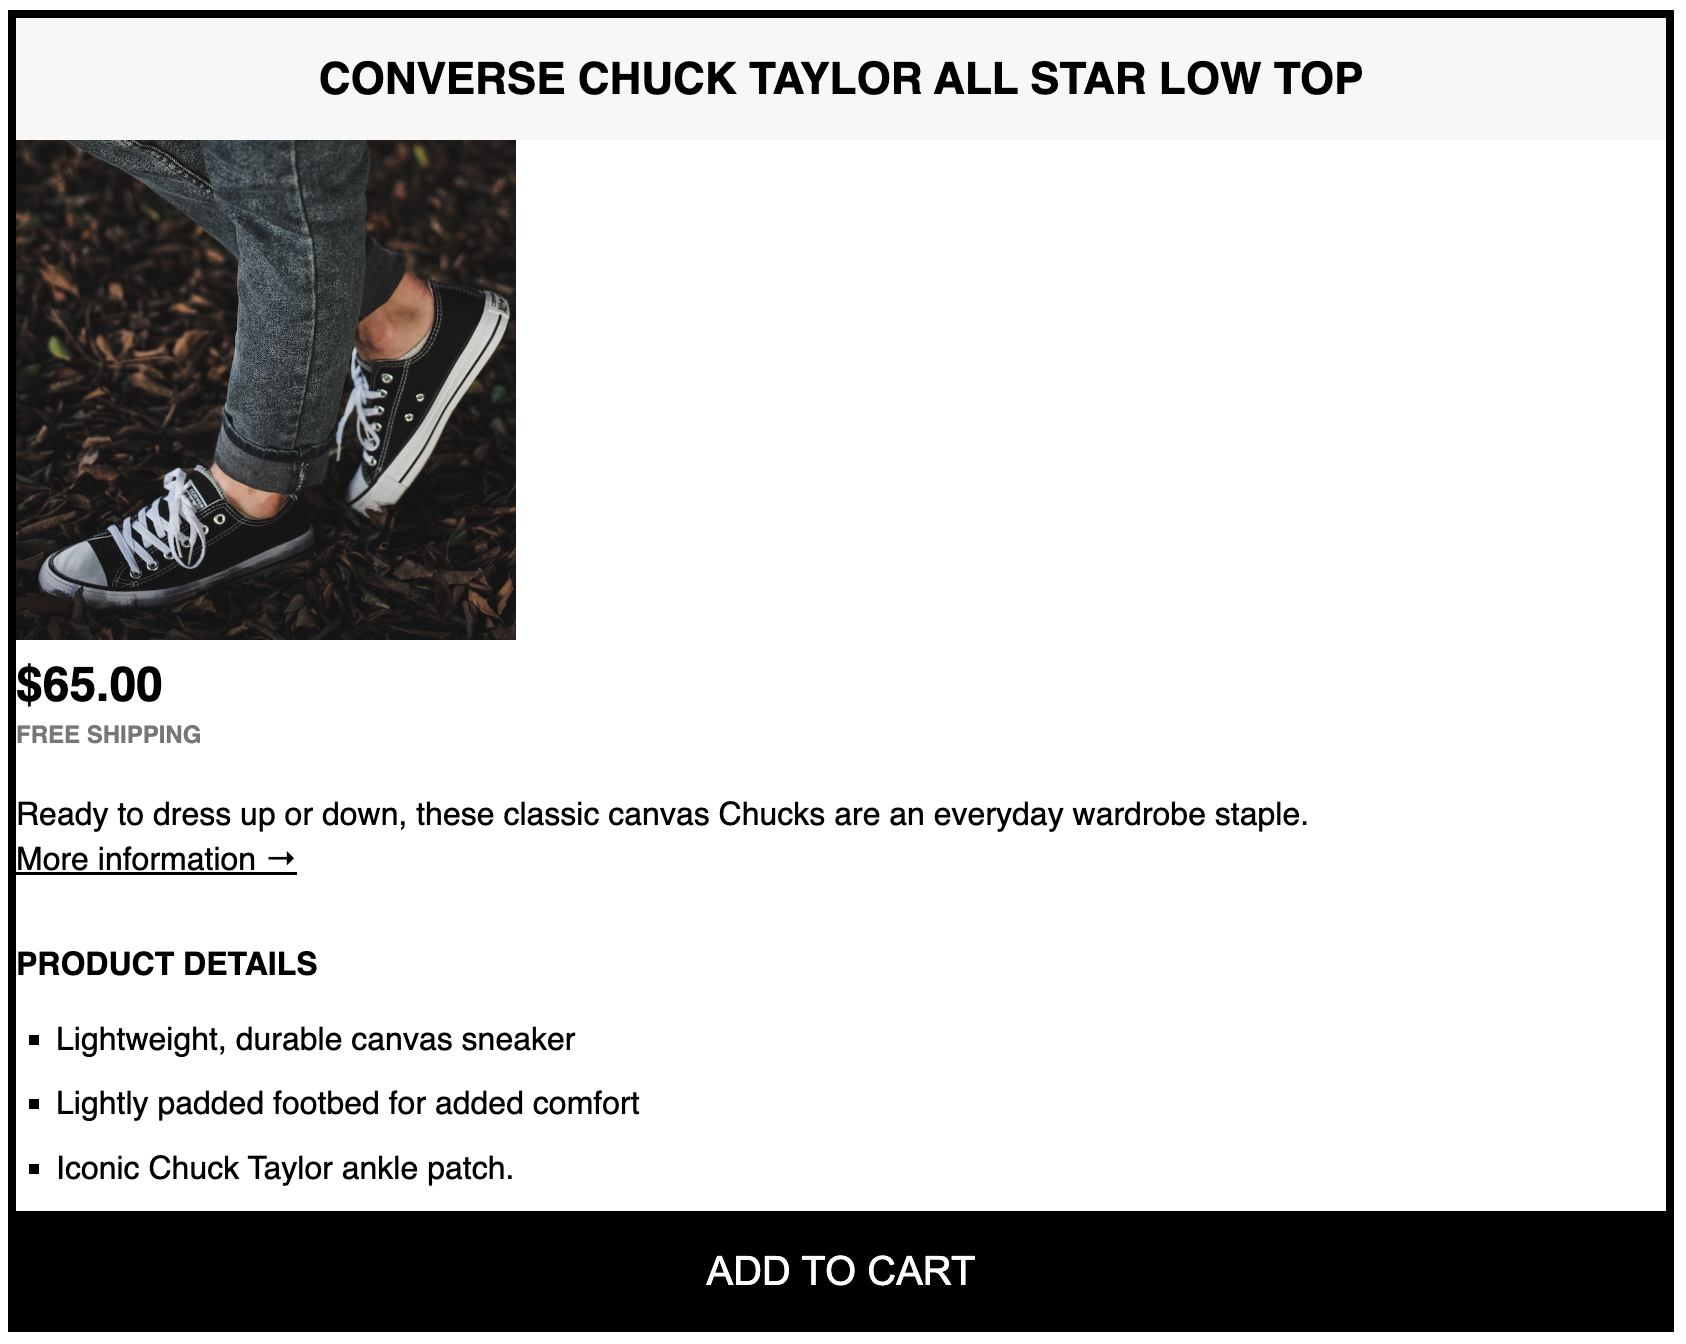 CONVERSE CHUCK TAYLOR ALL STAR LOW TOP
$65.00
FREE SHIPPING
Ready to dress up or down, these classic canvas Chucks are an everyday wardrobe staple.
More information →
PRODUCT DETAILS
▪ Lightweight, durable canvas sneaker
▪ Lightly padded footbed for added comfort
▪ Iconic Chuck Taylor ankle patch.
ADD TO CART